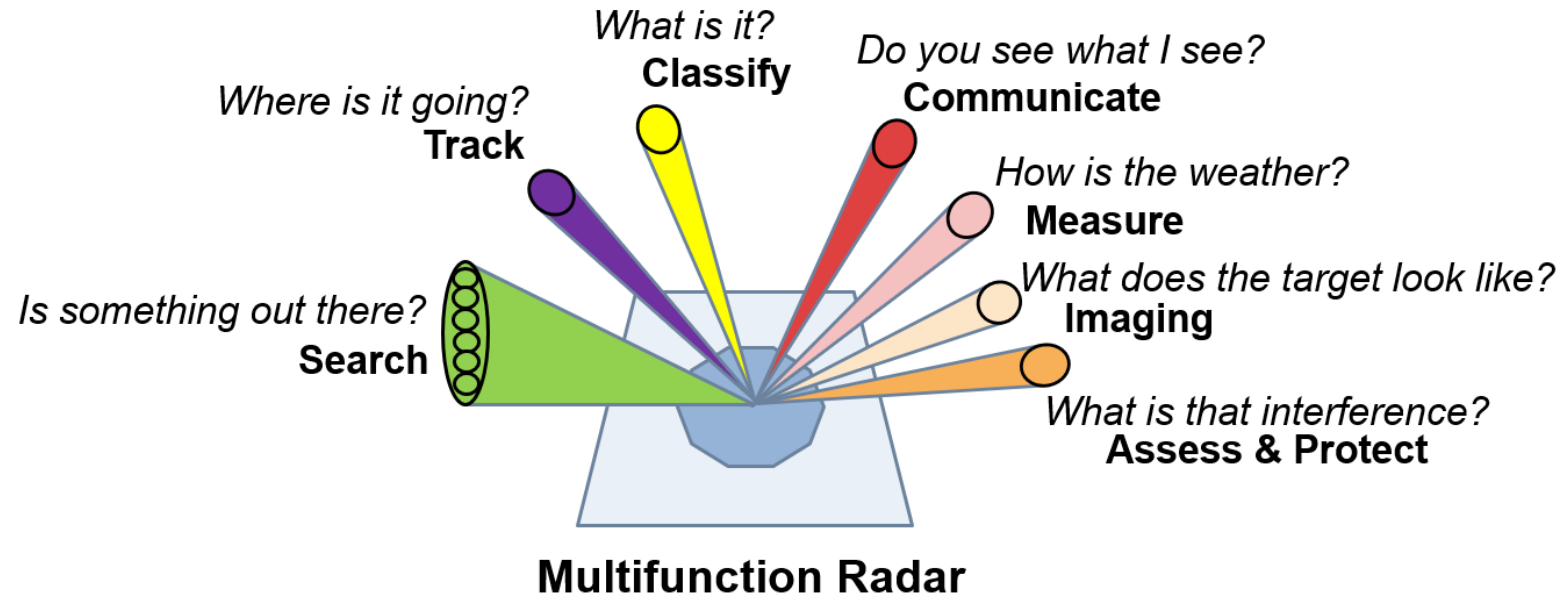 What is it?
Classify
Do you see what I see?
Communicate
Where is it going?
Track
How is the weather?
Measure
What does the target look like?
Imaging
Is something out there?
Search
What is that interference?
Assess & Protect
Multifunction Radar